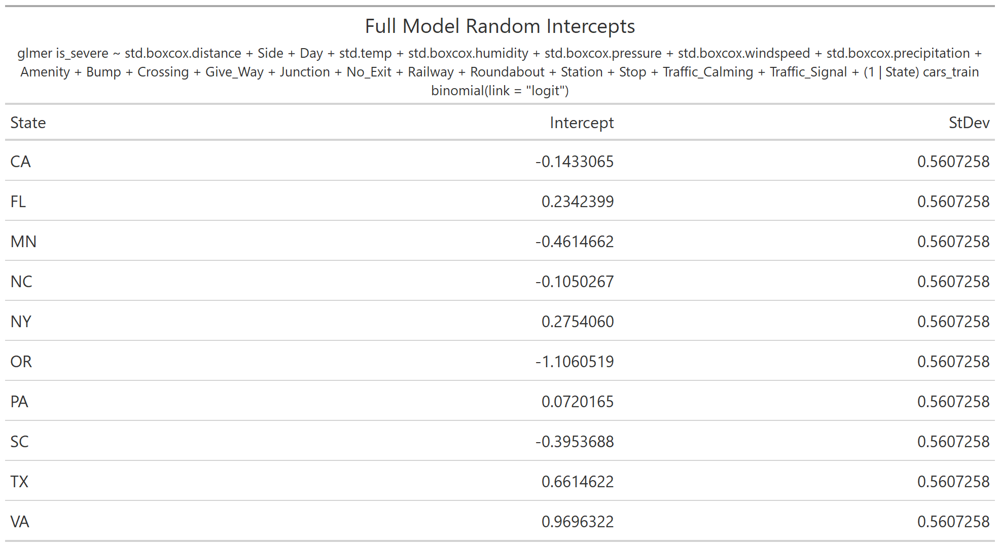 Full Model Random Intercepts
glmer is_severe ~ std.boxcox.distance + Side + Day + std.temp + std.boxcox.humidity + std.boxcox.pressure + std.boxcox.windspeed + std.boxcox.precipitation +
Amenity + Bump + Crossing + Give_Way + Junction + No_Exit + Railway + Roundabout + Station + Stop + Traffic_Calming + Traffic_Signal + (1 | State) cars_train
binomial(link = "logit")
State Intercept StDev
CA -0.1433065 0.5607258
FL 0.2342399 0.5607258
MN -0.4614662 0.5607258
NC -0.1050267 0.5607258
NY 0.2754060 0.5607258
OR -1.1060519 0.5607258
PA 0.0720165 0.5607258
SC -0.3953688 0.5607258
TX 0.6614622 0.5607258
VA 0.9696322 0.5607258